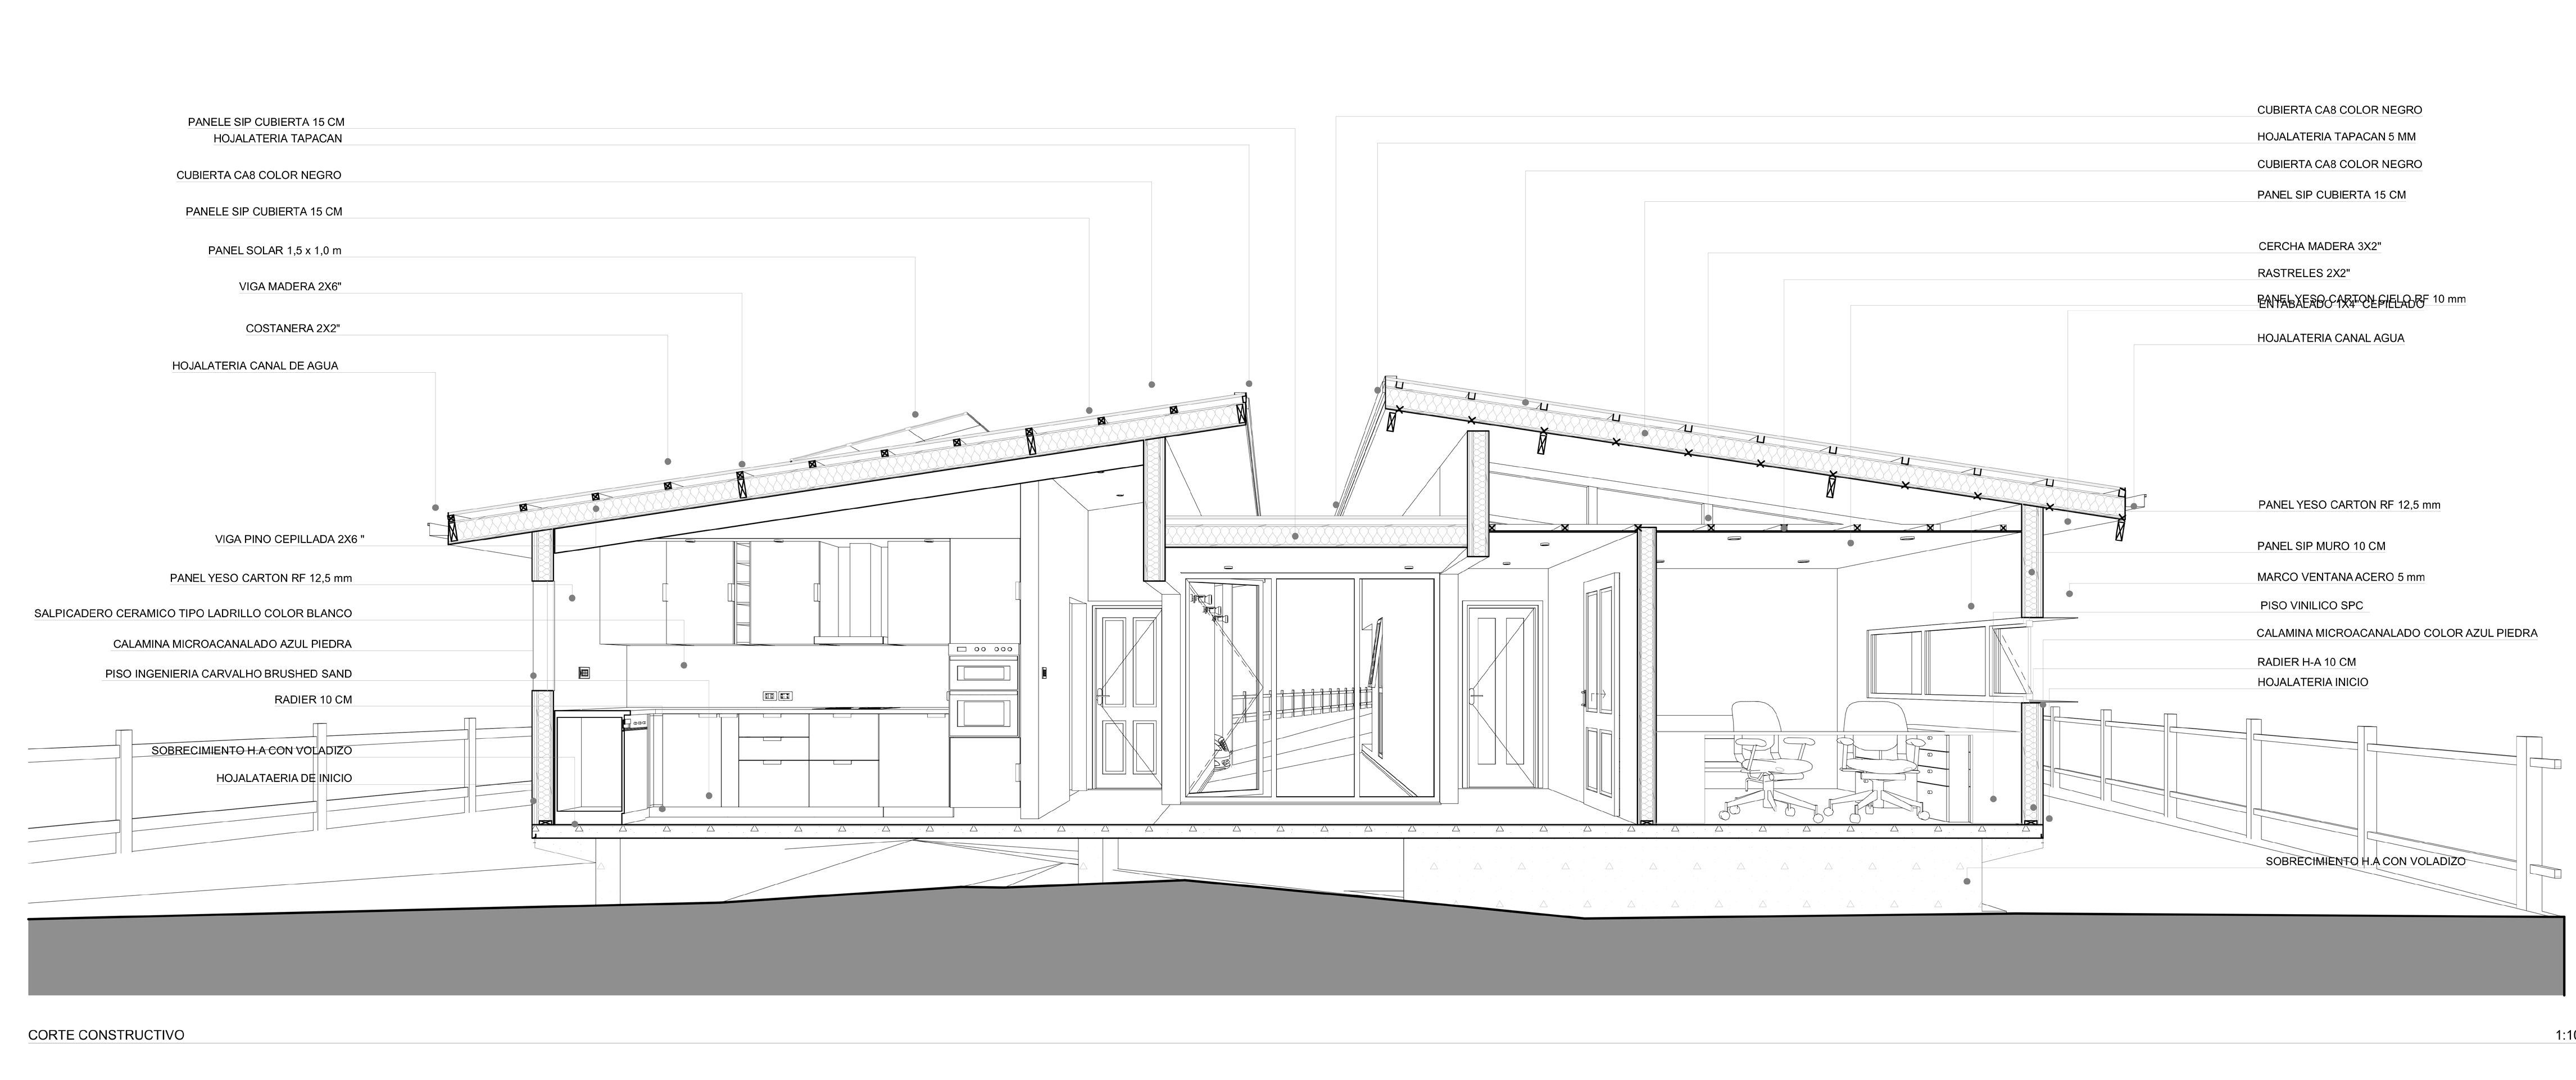 PANELE SIP CUBIERTA 15 CM
HOJALATERIA TAPACAN
CUBIERTA CA8 COLOR NEGRO
PANELE SIP CUBIERTA 15 CM
PANEL SOLAR 1,5 x 1,0 m
VIGA MADERA 2X6"
COSTANERA 2X2"
HOJALATERIA CANAL DE AGUA
VIGA PINO CEPILLADA 2X6 "
PANEL YESO CARTON RF 12,5 mm
SALPICADERO CERAMICO TIPO LADRILLO COLOR BLANCO
CALAMINA MICROACANALADO AZUL PIEDRA
PISO INGENIERIA CARVALHO BRUSHED SAND
RADIER 10 CM
SOBRECIMIENTO H.A CON VOLADIZO
HOJALATAERIA DE INICIO
CUBIERTA CA8 COLOR NEGRO
HOJALATERIA TAPACAN 5 MM
CUBIERTA CA8 COLOR NEGRO
PANEL SIP CUBIERTA 15 CM
CERCHA MADERA 3X2"
RASTRELES 2X2"
PANEL YESO CARTON CIELO RF 10 mm
ENTABALADO 1X4" CEPILLADO
HOJALATERIA CANAL AGUA
PANEL YESO CARTON RF 12,5 mm
PANEL SIP MURO 10 CM
MARCO VENTANA ACERO 5 mm
PISO VINILICO SPC
CALAMINA MICROACANALADO COLOR AZUL PIEDRA
RADIER H-A 10 CM
HOJALATERIA INICIO
SOBRECIMIENTO H.A CON VOLADIZO
CORTE CONSTRUCTIVO